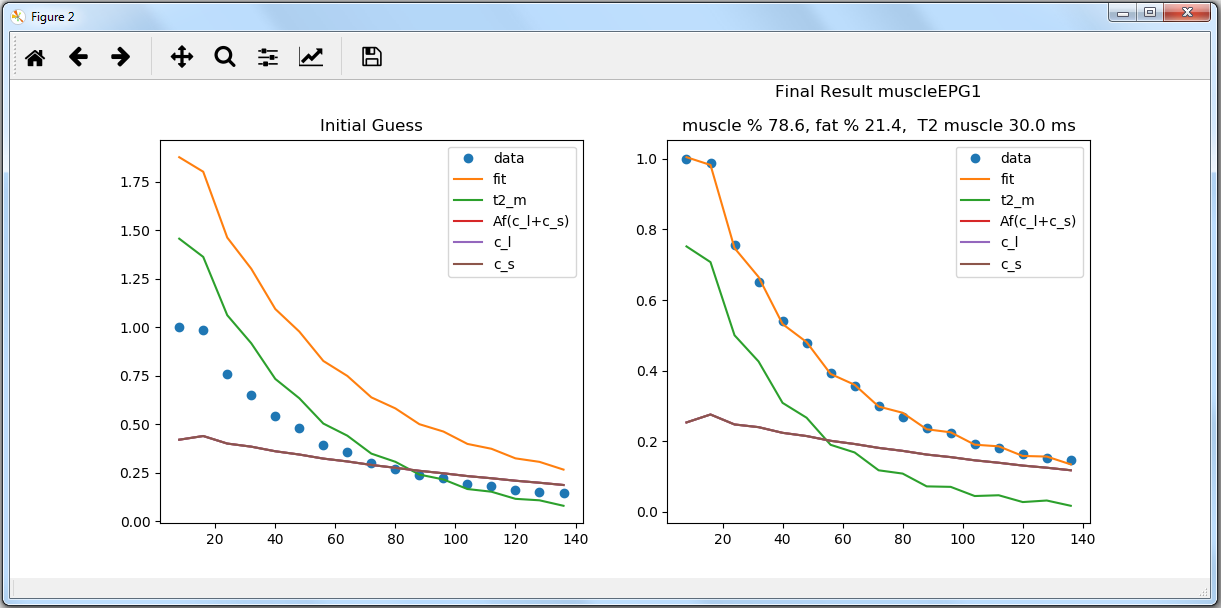 Figure 2
Initial Guess
1.75
1.50
1.25
1.00
0.75
0.50
0.25
0.00
20 40 60 80 100 120 140
data
fit
t2_m
Af(c_l+c_s)
c_l
c_s
Final Result muscleEPG1
muscle % 78.6, fat % 21.4,  T2 muscle 30.0 ms
1.0
0.8
0.6
0.4
0.2
0.0
20 40 60 80 100 120 140
data
fit
t2_m
Af(c_l+c_s)
c_l
c_s